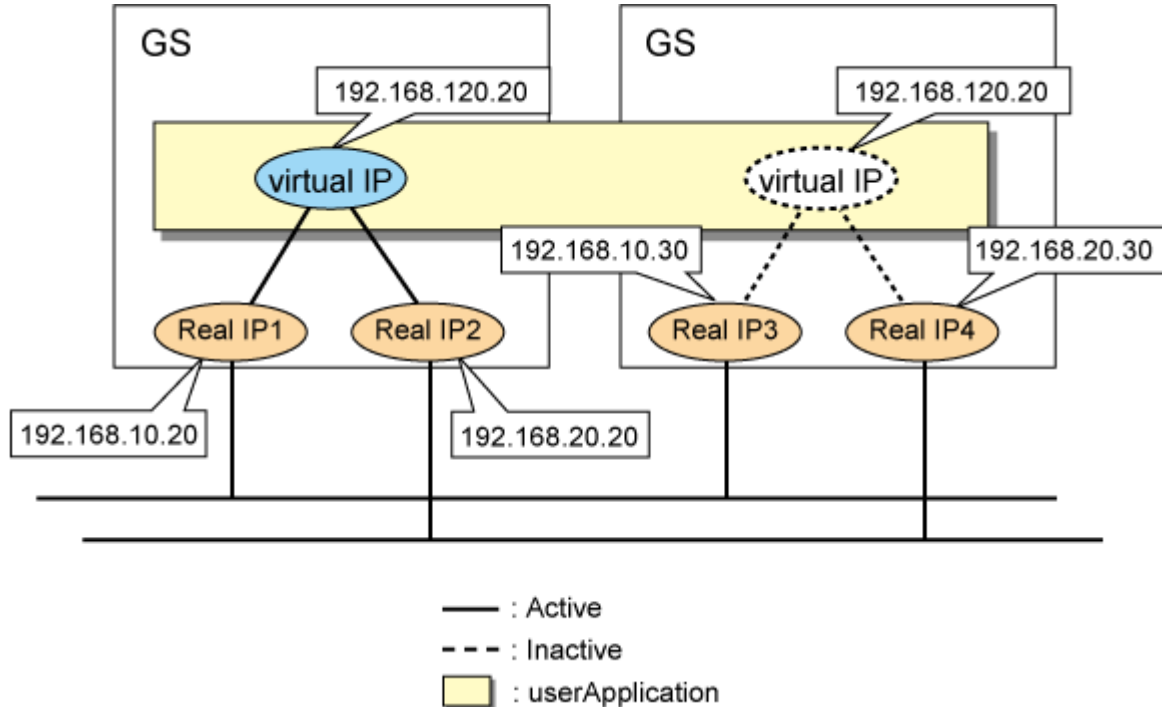 GS
GS
192.168.120.20
192.168.120.20
virtual IP
virtual IP
192.168.10.30
192.168.20.30
Real IP1
Real IP2
Real IP3
Real IP4
192.168.10.20
192.168.20.20
: Active
: Inactive
: userApplication